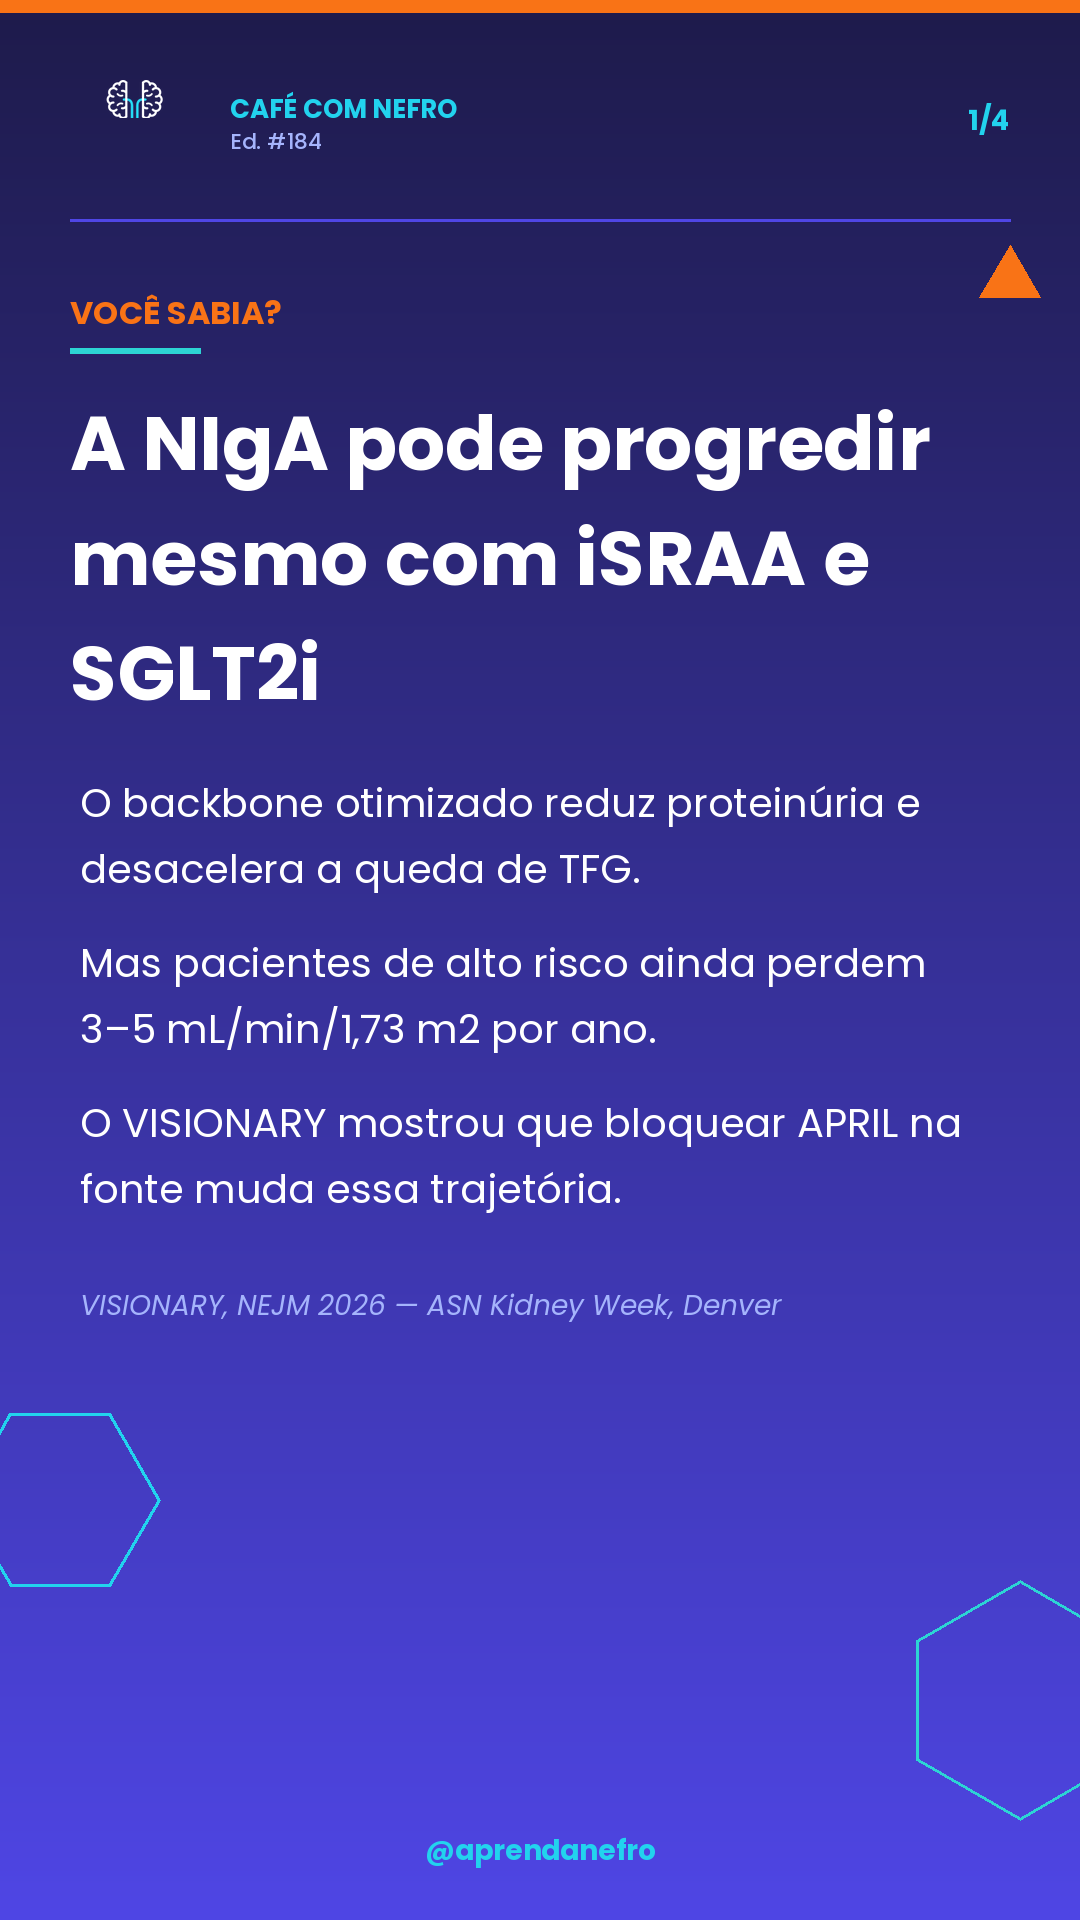 CAFÉ COM NEFRO
Ed. #184
1/4
VOCÊ SABIA?
A NIgA pode progredir
mesmo com iSRAA e
SGLT2i
O backbone otimizado reduz proteinúria e
desacelera a queda de TFG.
Mas pacientes de alto risco ainda perdem
3–5 mL/min/1,73 m2 por ano.
O VISIONARY mostrou que bloquear APRIL na
fonte muda essa trajetória.
VISIONARY, NEJM 2026 — ASN Kidney Week, Denver
@aprendanefro